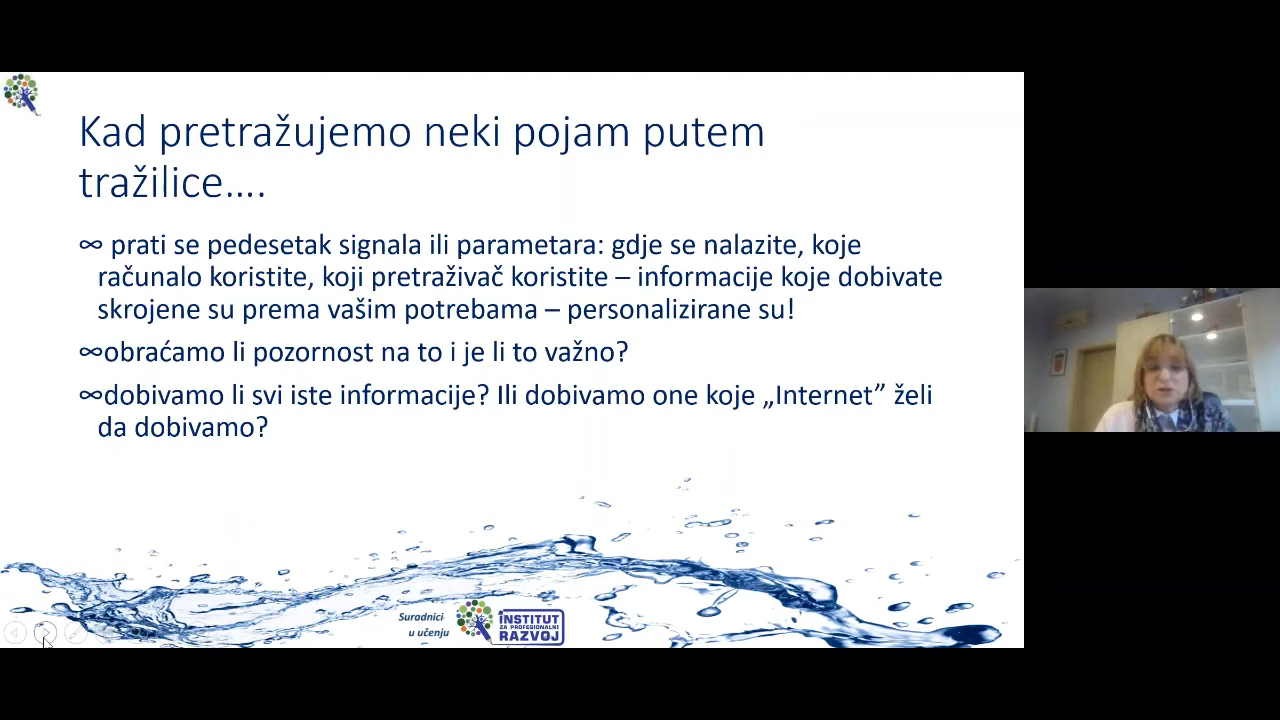 Kad pretražujemo neki pojam putem
tražilice....
∞ prati se pedesetak signala ili parametara: gdje se nalazite, koje
računalo koristite, koji pretraživač koristite – informacije koje dobivate
skrojene su prema vašim potrebama – personalizirane su!
∞obraćamo li pozornost na to i je li to važno?
∞dobivamo li svi iste informacije? Ili dobivamo one koje „Internet” želi
da dobivamo?
Suradnici
u učenju
INSTITUT
ZA PROFESIONALNI
RAZVOJ